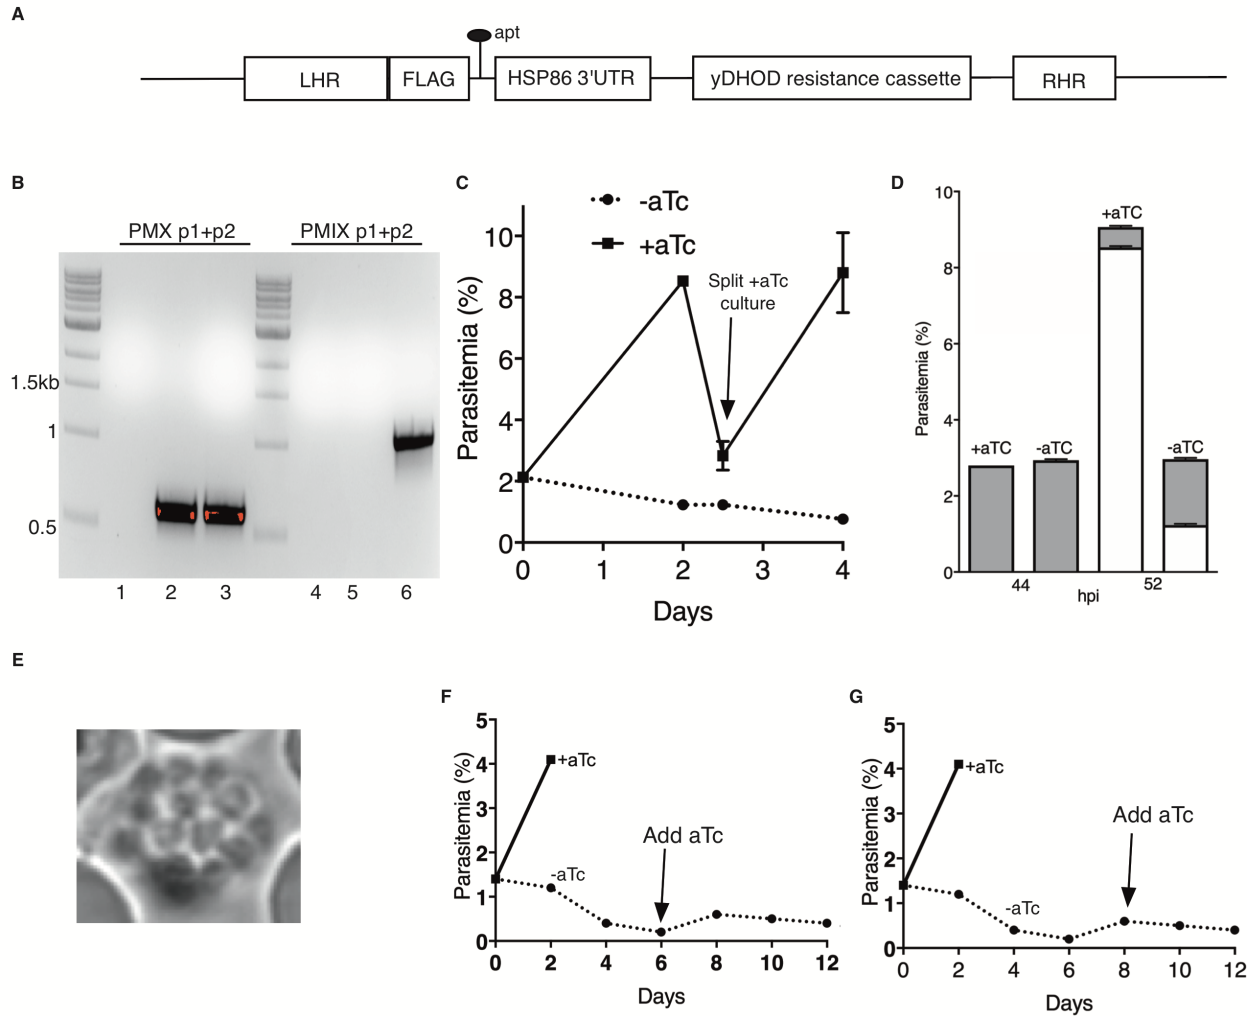 A
apt
LHR
FLAG
HSP86 3'UTR
yDHOD resistance cassette
RHR
B
PMX p1+p2
PMIX p1+p2
1.5kb
1
0.5
1 2 3 4 5 6
C
-aTc
+aTc
Split +aTc
culture
Parasitemia (%)
10
8
6
4
2
0
0 1 2 3 4
Days
D
Parasitemia (%)
10
8
6
4
2
0
+aTC
-aTC
+aTC
-aTC
44
52
hpi
E
F
Parasitemia (%)
5
4
3
2
1
0
+aTc
-aTc
Add aTc
0 2 4 6 8 10 12
Days
G
Parasitemia (%)
5
4
3
2
1
0
+aTc
-aTc
Add aTc
0 2 4 6 8 10 12
Days